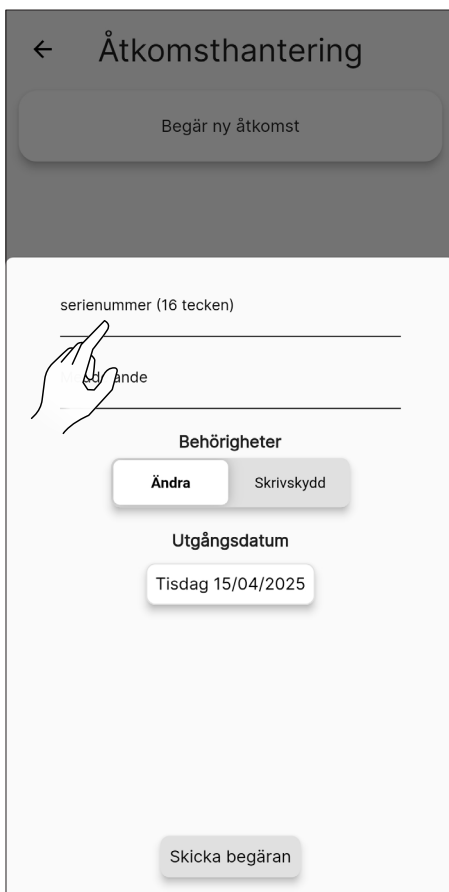 Åtkomsthantering
Begär ny åtkomst
serienummer (16 tecken)
Behörigheter
Ändra Skrivskydd
Utgångsdatum
Tisdag 15/04/2025
Skicka begäran